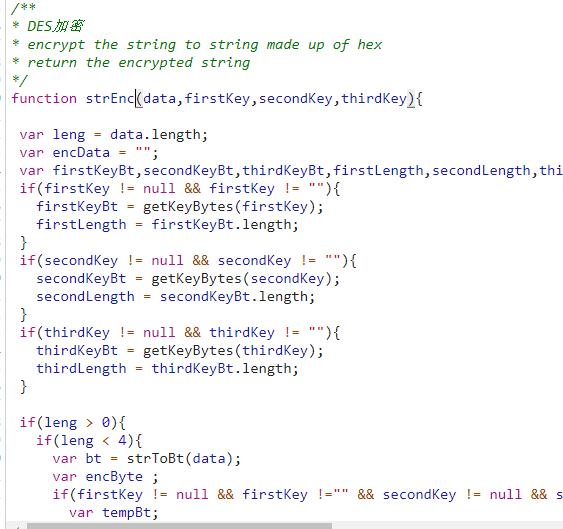 /**
* DES加密
* encrypt the string to string made up of hex
* return the encrypted string
*/
function strEnc(data,firstKey,secondKey,thirdKey){
var leng = data.length;
var encData = "";
var firstKeyBt,secondKeyBt,thirdKeyBt,firstLength,secondLength,thi
if(firstKey != null && firstKey != ""){
firstKeyBt = getKeyBytes(firstKey);
firstLength = firstKeyBt.length;
}
if(secondKey != null && secondKey != ""){
secondKeyBt = getKeyBytes(secondKey);
secondLength = secondKeyBt.length;
}
if(thirdKey != null && thirdKey != ""){
thirdKeyBt = getKeyBytes(thirdKey);
thirdLength = thirdKeyBt.length;
}
if(leng > 0){
if(leng < 4){
var bt = strToBt(data);
var encByte ;
if(firstKey != null && firstKey !="" && secondKey != null && s
var tempBt;